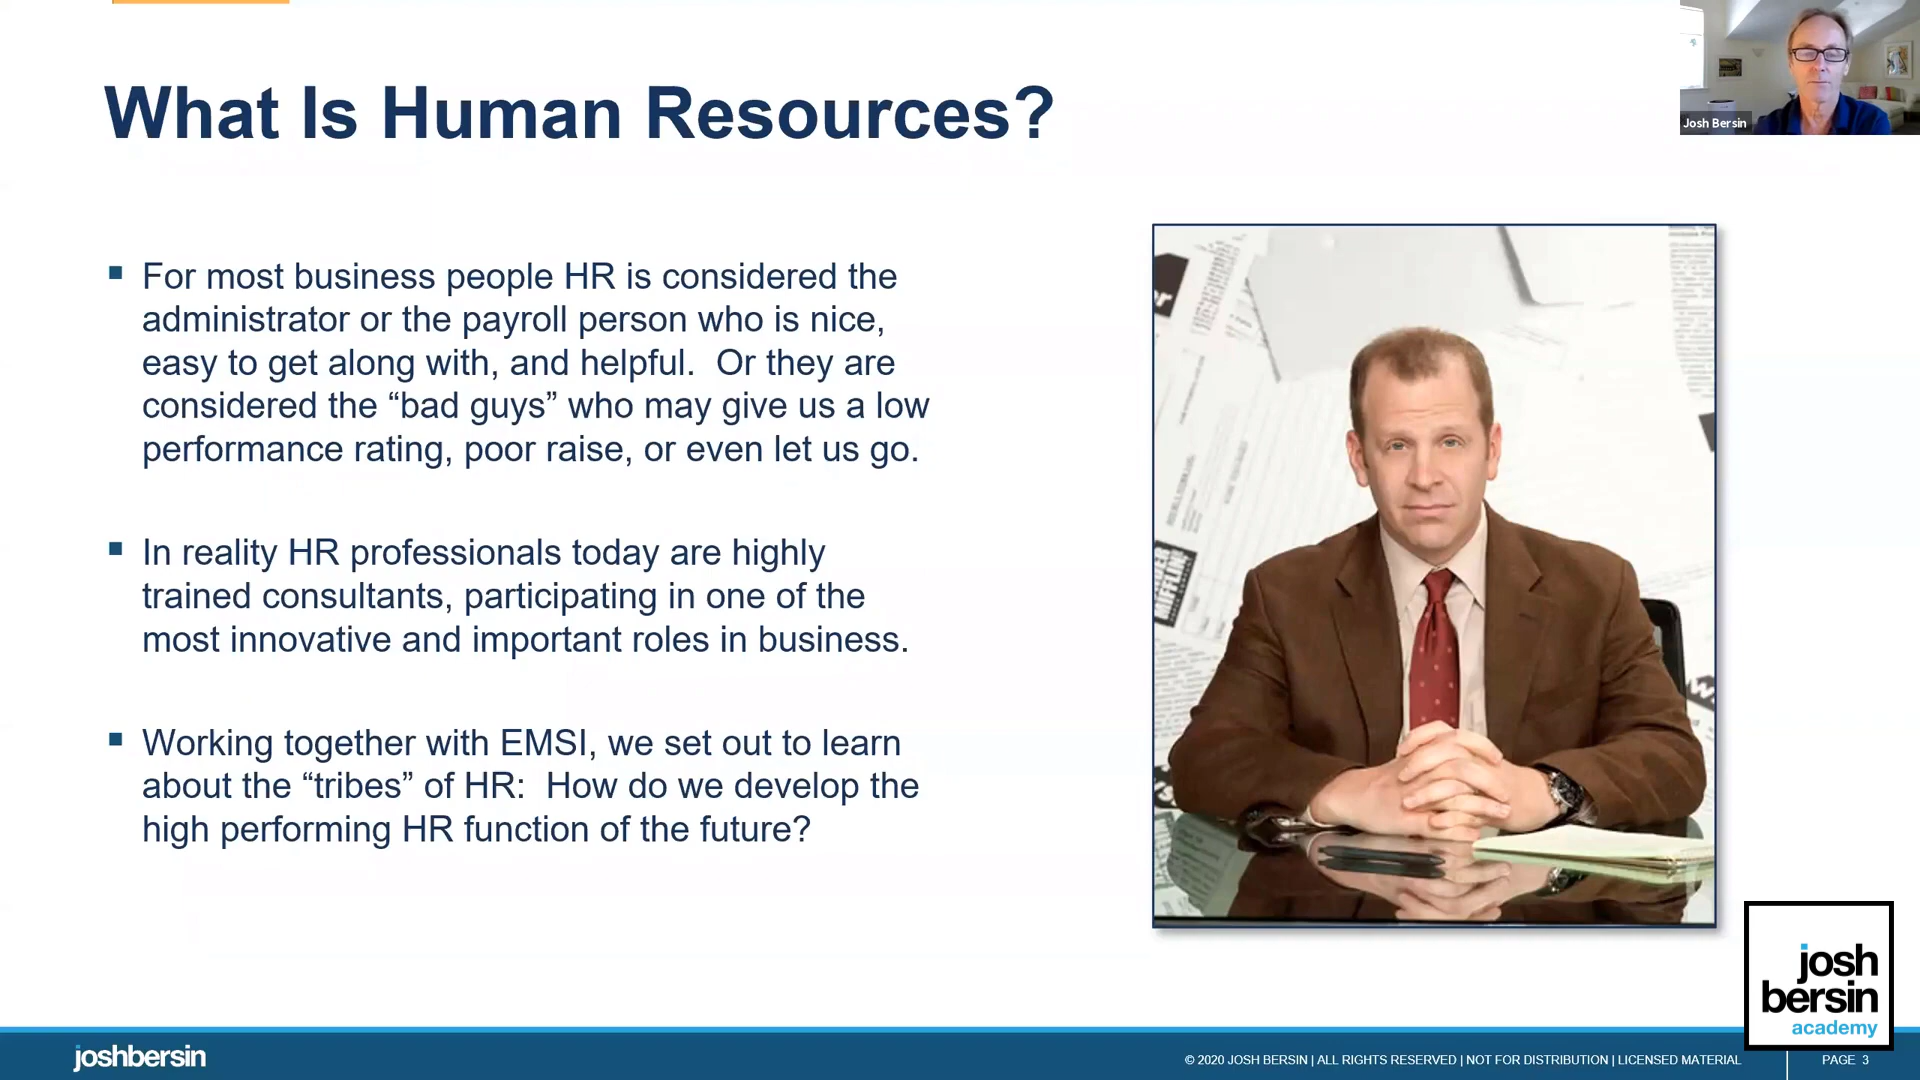 What Is Human Resources?
Josh Bersin
▪ For most business people HR is considered the
administrator or the payroll person who is nice,
easy to get along with, and helpful.  Or they are
considered the “bad guys” who may give us a low
performance rating, poor raise, or even let us go.
▪ In reality HR professionals today are highly
trained consultants, participating in one of the
most innovative and important roles in business.
▪ Working together with EMSI, we set out to learn
about the “tribes” of HR:  How do we develop the
high performing HR function of the future?
MIFFLIN
josh
bersin
academy
joshbersin
© 2020 JOSH BERSIN | ALL RIGHTS RESERVED | NOT FOR DISTRIBUTION | LICENSED MATERIAL
PAGE 3